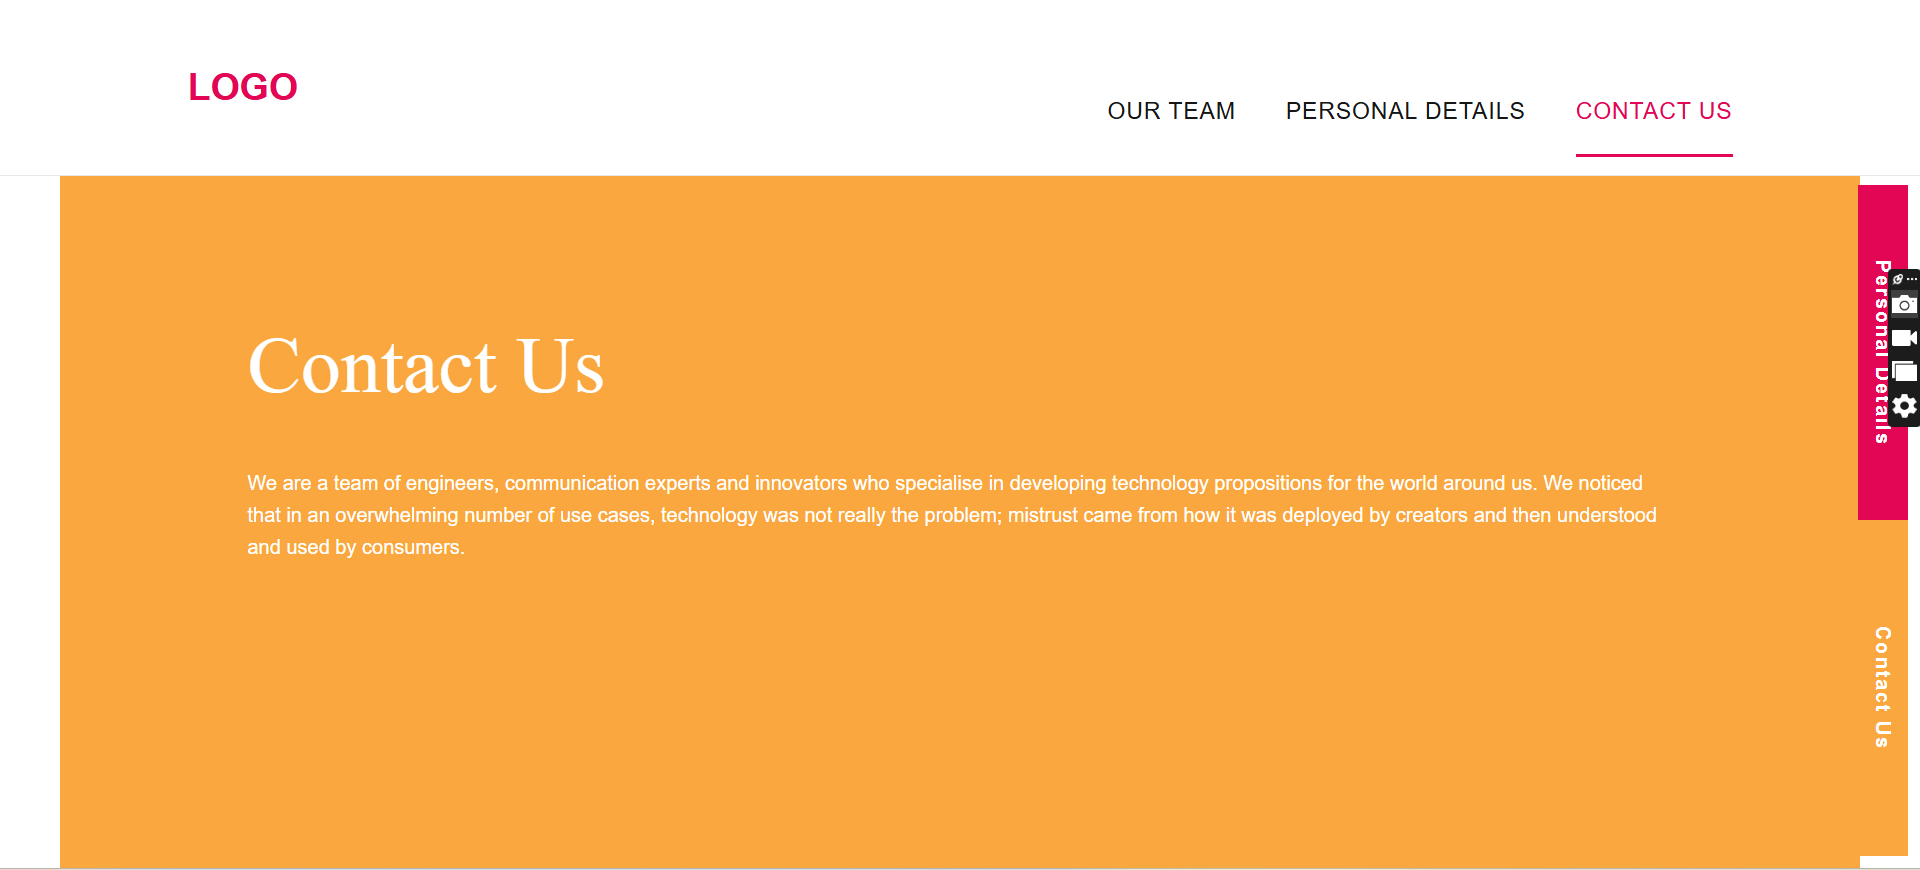 LOGO
OUR TEAM PERSONAL DETAILS CONTACT US
Contact Us
We are a team of engineers, communication experts and innovators who specialise in developing technology propositions for the world around us. We noticed
that in an overwhelming number of use cases, technology was not really the problem; mistrust came from how it was deployed by creators and then understood
and used by consumers.
Personal Details
Contact Us